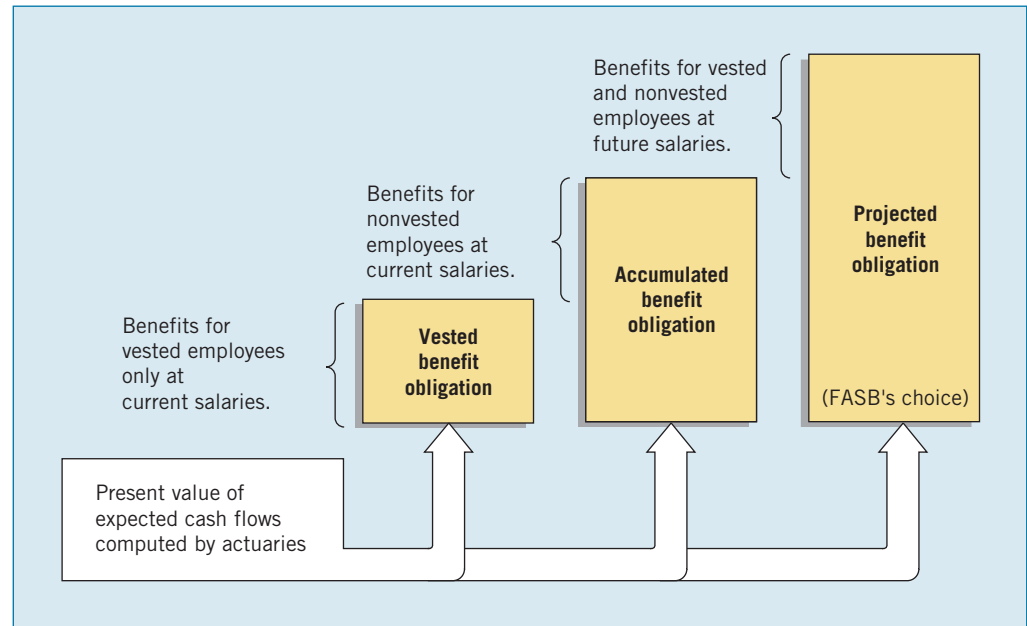 Benefits for vested
and nonvested
employees at
future salaries.
Benefits for
nonvested
employees at
current salaries.
Benefits for
vested employees
only at
current salaries.
Vested
benefit
obligation
Accumulated
benefit
obligation
Projected
benefit
obligation
(FASB's choice)
Present value of
expected cash flows
computed by actuaries